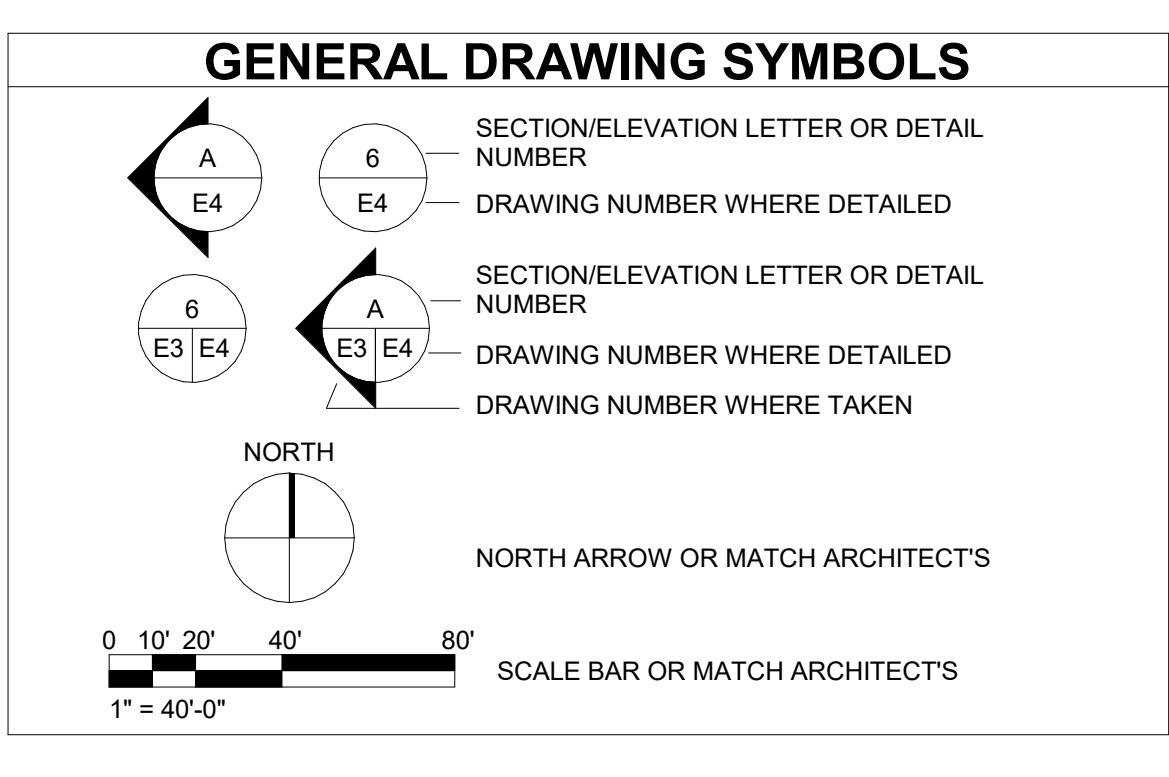 GENERAL DRAWING SYMBOLS
A
E4
6
E4
SECTION/ELEVATION LETTER OR DETAIL
NUMBER
DRAWING NUMBER WHERE DETAILED
6
E3 E4
A
E3 E4
SECTION/ELEVATION LETTER OR DETAIL
NUMBER
DRAWING NUMBER WHERE DETAILED
DRAWING NUMBER WHERE TAKEN
NORTH
NORTH ARROW OR MATCH ARCHITECT'S
0 10' 20' 40' 80'
SCALE BAR OR MATCH ARCHITECT'S
1" = 40'-0"